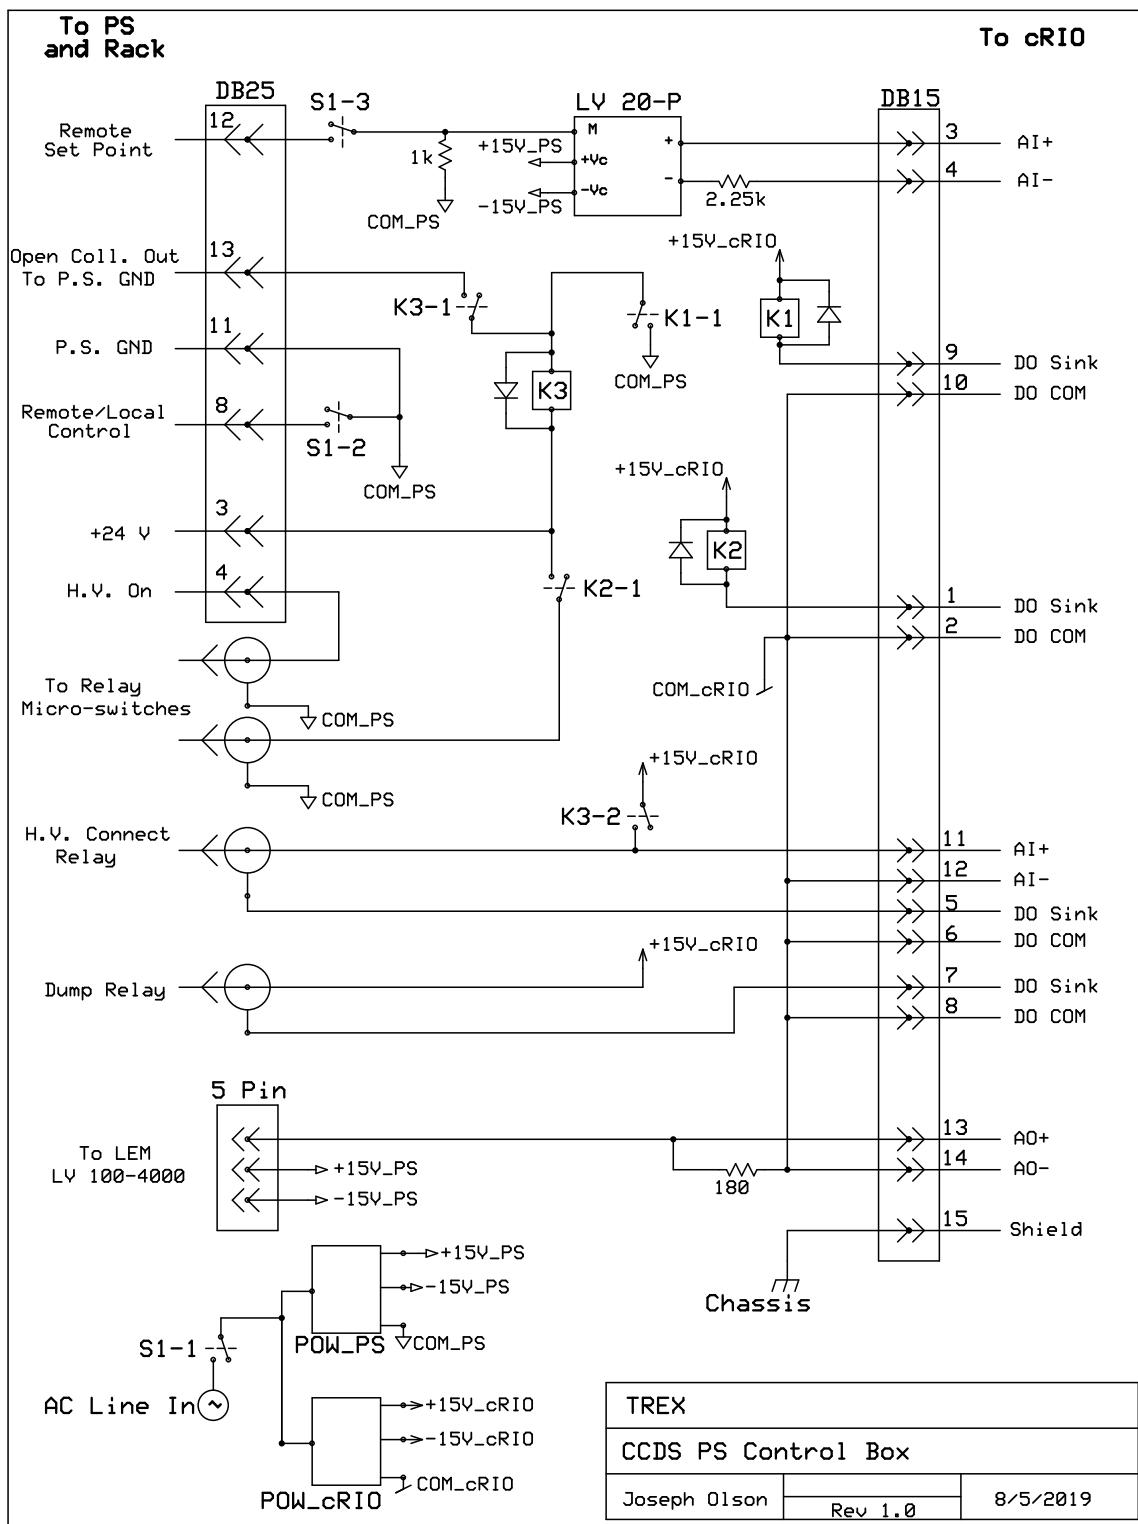 To PS
and Rack
To cRIO
DB25
S1-3
LV 20-P
DB15
12
Remote
Set Point
1k
COM_PS
+15V_PS
-15V_PS
M
+Vc
-Vc
+
-
2.25k
3
AI+
4
AI-
+15V_cRIO
Open Coll. Out
To P.S. GND
13
K3-1
K1-1
COM_PS
K1
11
P.S. GND
K3
9
DO Sink
10
DO COM
Remote/Local
Control
8
S1-2
COM_PS
+15V_cRIO
+24 V
3
K2
H.V. On
4
K2-1
1
DO Sink
2
DO COM
COM_cRIO
To Relay
Micro-switches
COM_PS
COM_PS
+15V_cRIO
K3-2
H.V. Connect
Relay
11
AI+
12
AI-
5
DO Sink
6
DO COM
+15V_cRIO
Dump Relay
7
DO Sink
8
DO COM
5 Pin
To LEM
LV 100-4000
+15V_PS
-15V_PS
180
13
AO+
14
AO-
15
Shield
Chassis
+15V_PS
-15V_PS
COM_PS
POW_PS
S1-1
AC Line In
~
+15V_cRIO
-15V_cRIO
COM_cRIO
POW_cRIO
TREX
CCDS PS Control Box
Joseph Olson
Rev 1.0
8/5/2019